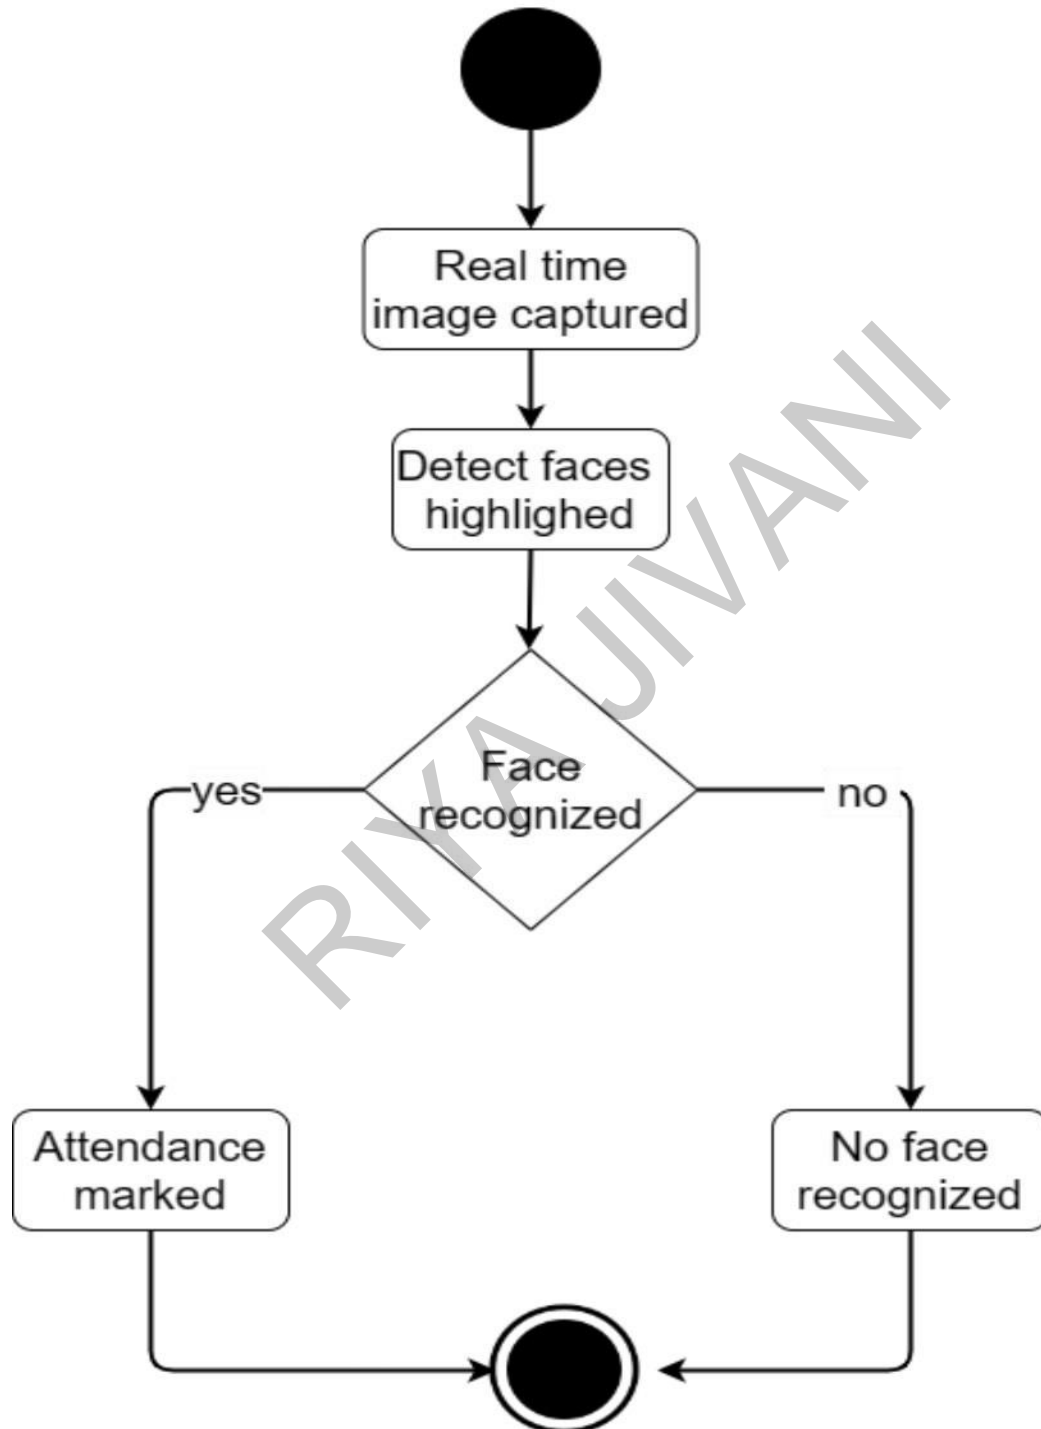 Real time
image captured
Detect faces
highlighed
RIYA JIVANI
Face
recognized
yes
no
Attendance
marked
No face
recognized